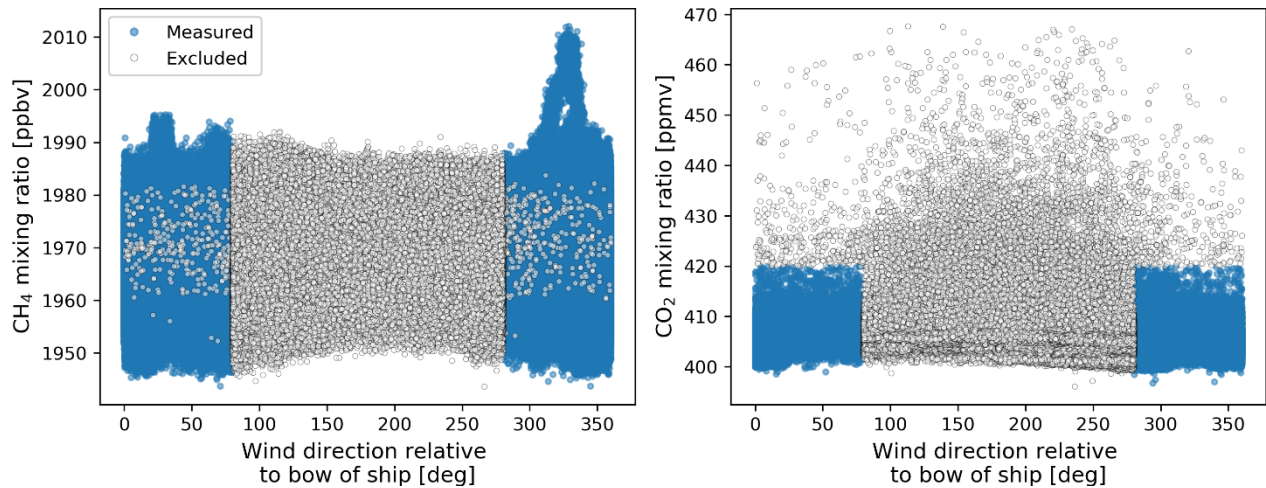 2010
2000
1990
1980
1970
1960
1950
CH₄ mixing ratio [ppbv]
Measured
Excluded
0 50 100 150 200 250 300 350
Wind direction relative
to bow of ship [deg]
470
460
450
440
430
420
410
400
CO₂ mixing ratio [ppmv]
0 50 100 150 200 250 300 350
Wind direction relative
to bow of ship [deg]